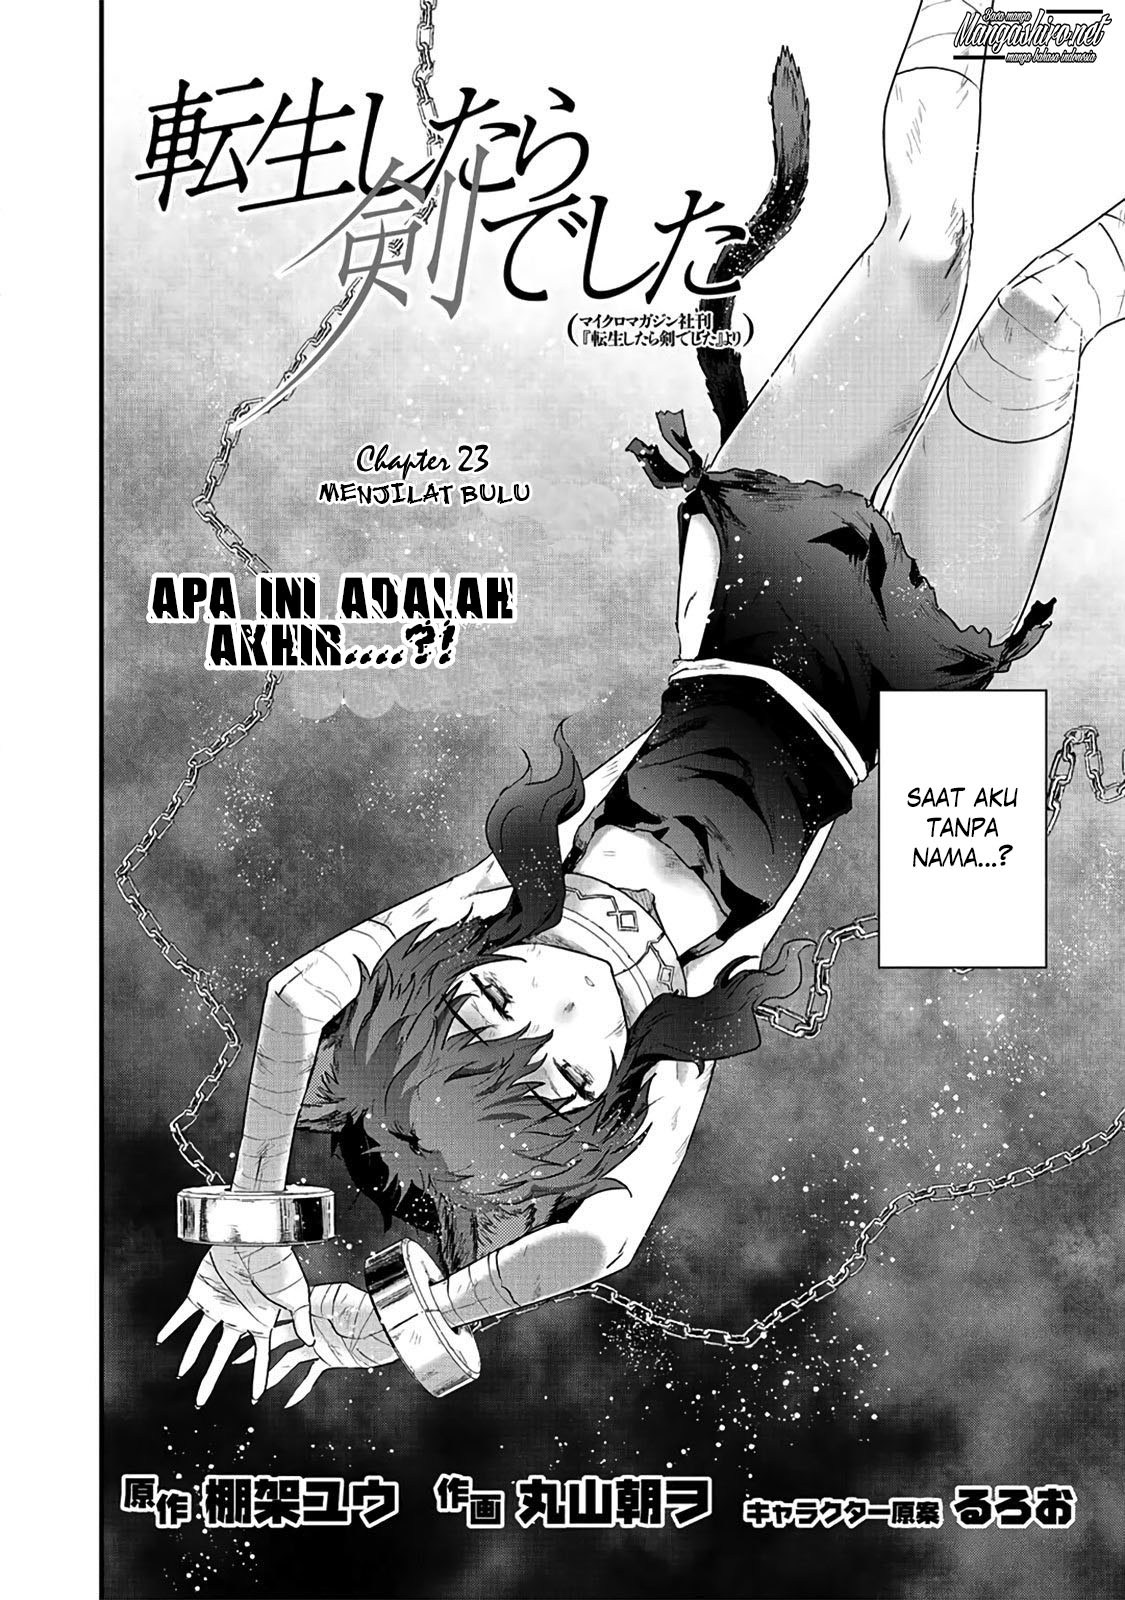 Baca manga
Mangashiro.net
manga bahasa indonesia
転生したら
剣でした
(マイクロマガジン社刊
『転生したら剣でした』より)
Chapter 23
MENJILAT BULU
APA INI ADALAH
AKHIR....?!
SAAT AKU
TANPA
NAMA...?
原作 棚架ユウ 作画 丸山朝ヲ キャラクター原案 るろお